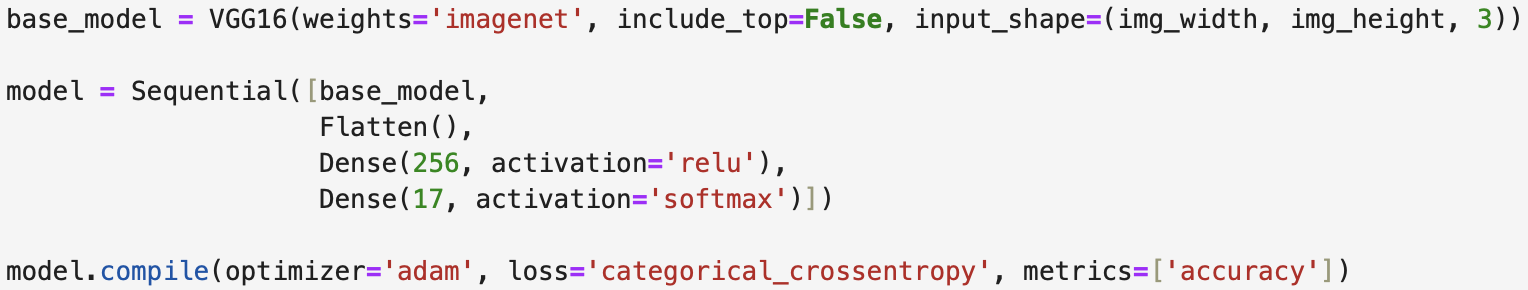 base_model = VGG16(weights='imagenet', include_top=False, input_shape=(img_width, img_height, 3))
model = Sequential([base_model,
Flatten(),
Dense(256, activation='relu'),
Dense(17, activation='softmax')])
model.compile(optimizer='adam', loss='categorical_crossentropy', metrics=['accuracy'])